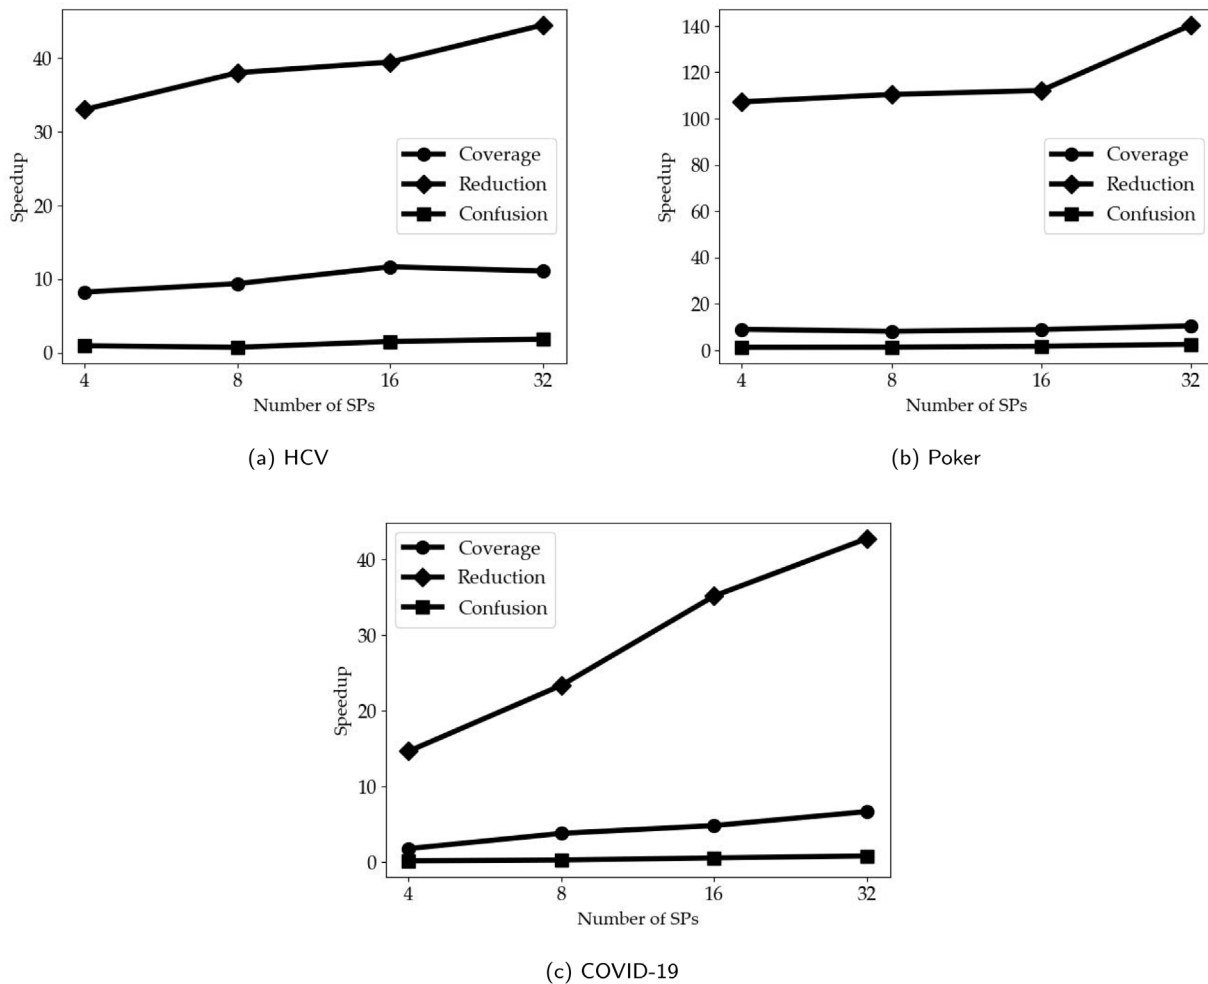 40
30
20
10
0
Speedup
Coverage
Reduction
Confusion
4 8 16 32
Number of SPs
(a) HCV
140
120
100
80
60
40
20
0
Speedup
Coverage
Reduction
Confusion
4 8 16 32
Number of SPs
(b) Poker
40
30
20
10
0
Speedup
Coverage
Reduction
Confusion
4 8 16 32
Number of SPs
(c) COVID-19